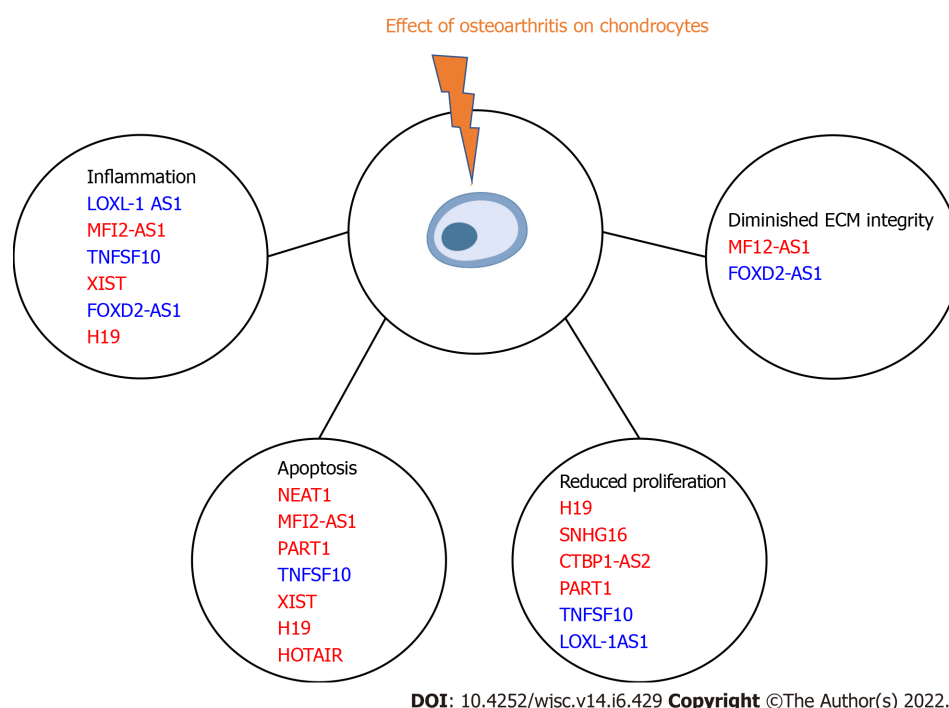 Effect of osteoarthritis on chondrocytes
Inflammation
LOXL-1 AS1
MFI2-AS1
TNFSF10
XIST
FOXD2-AS1
H19
Diminished ECM integrity
MF12-AS1
FOXD2-AS1
Apoptosis
NEAT1
MFI2-AS1
PART1
TNFSF10
XIST
H19
HOTAIR
Reduced proliferation
H19
SNHG16
CTBP1-AS2
PART1
TNFSF10
LOXL-1AS1
DOI: 10.4252/wjsc.v14.i6.429 Copyright ©The Author(s) 2022.